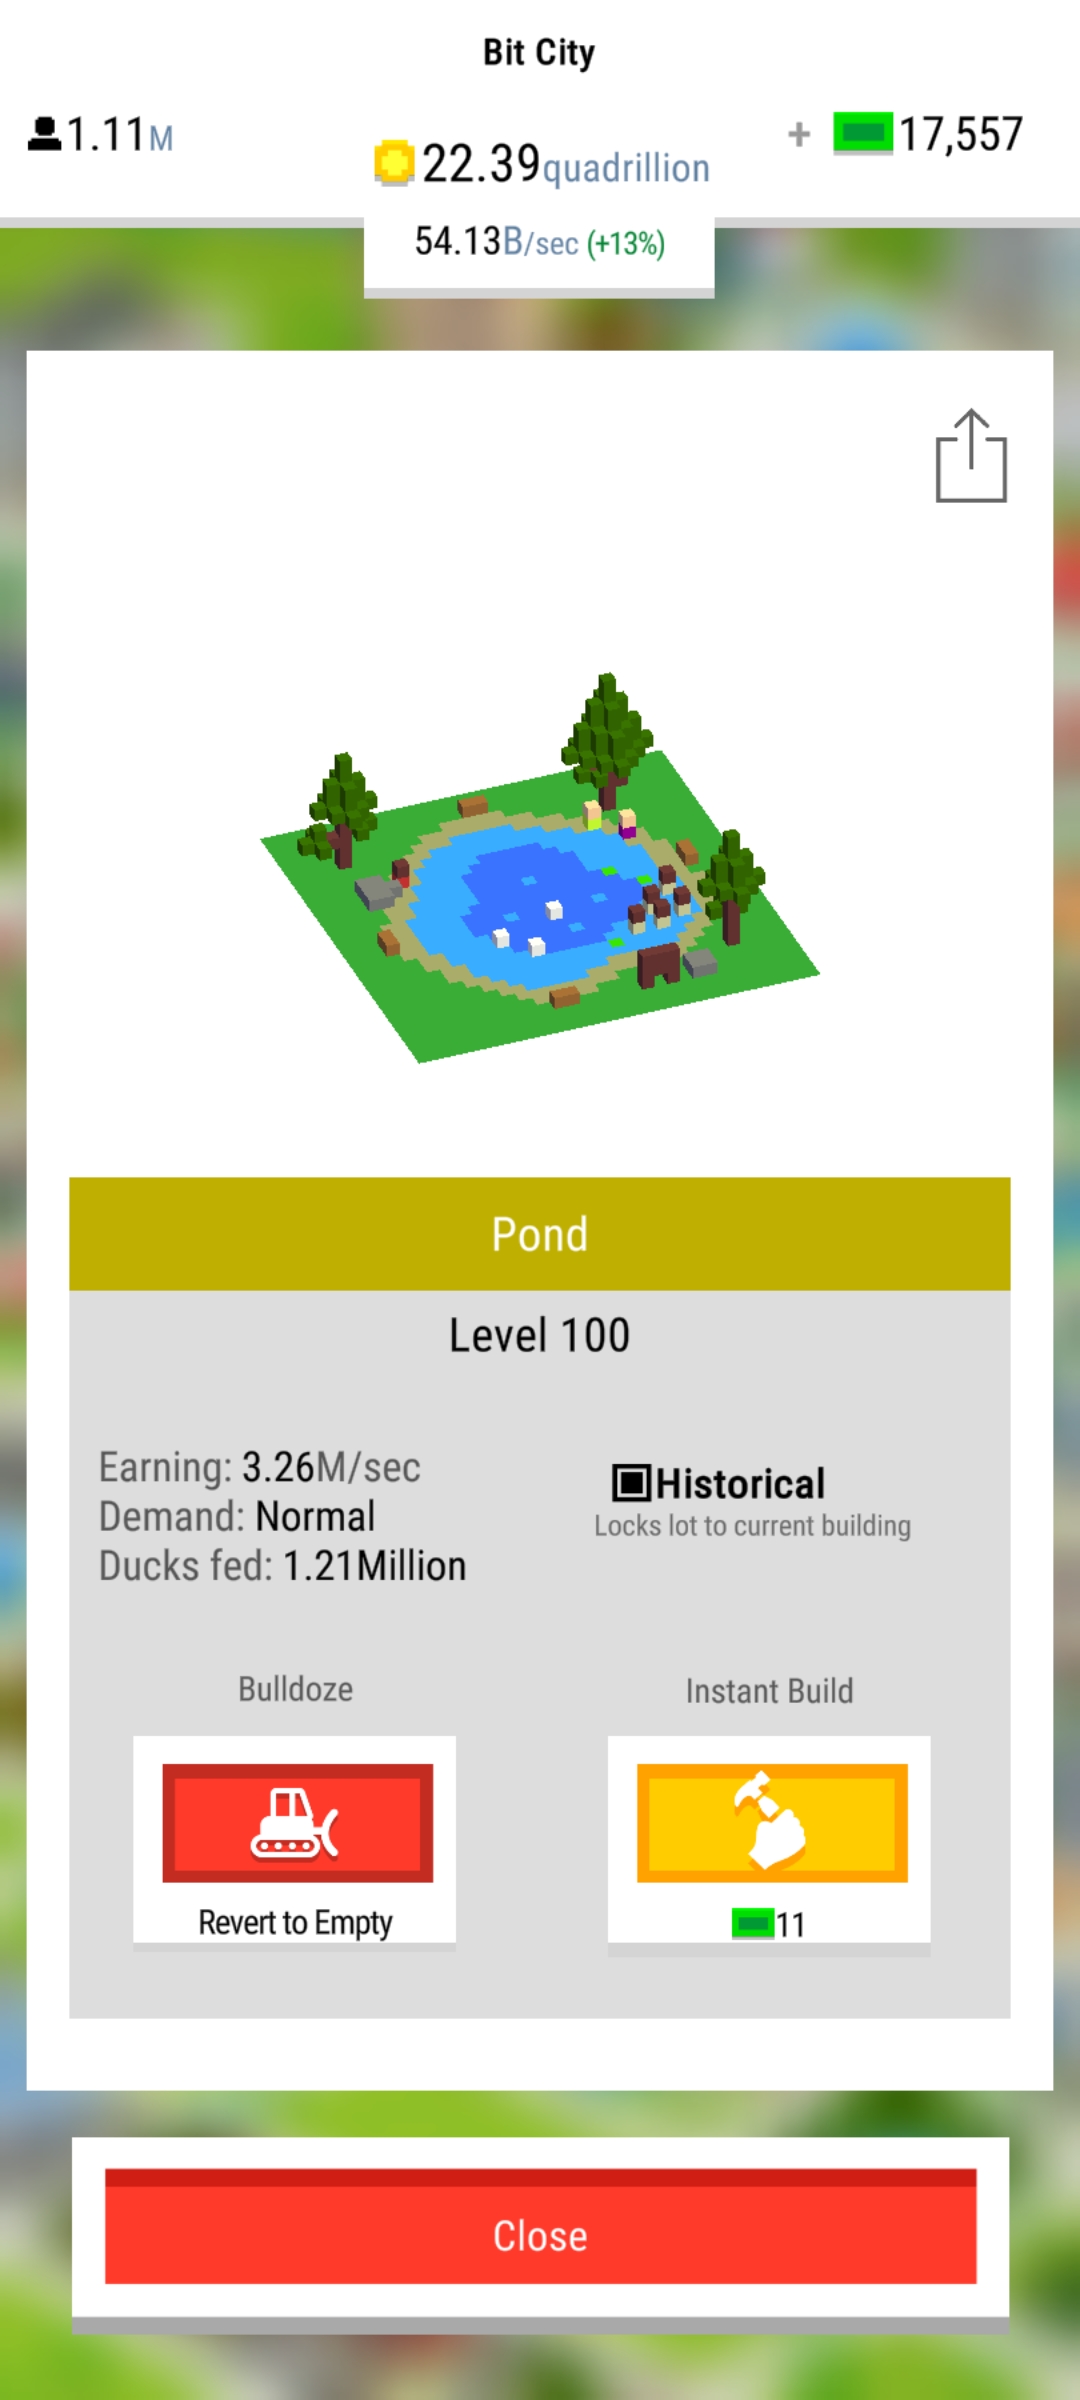 Bit City
1.11M
22.39quadrillion
+ 17,557
54.13B/sec (+13%)
Pond
Level 100
Earning: 3.26M/sec
Demand: Normal
Ducks fed: 1.21Million
Historical
Locks lot to current building
Bulldoze
Revert to Empty
Instant Build
11
Close